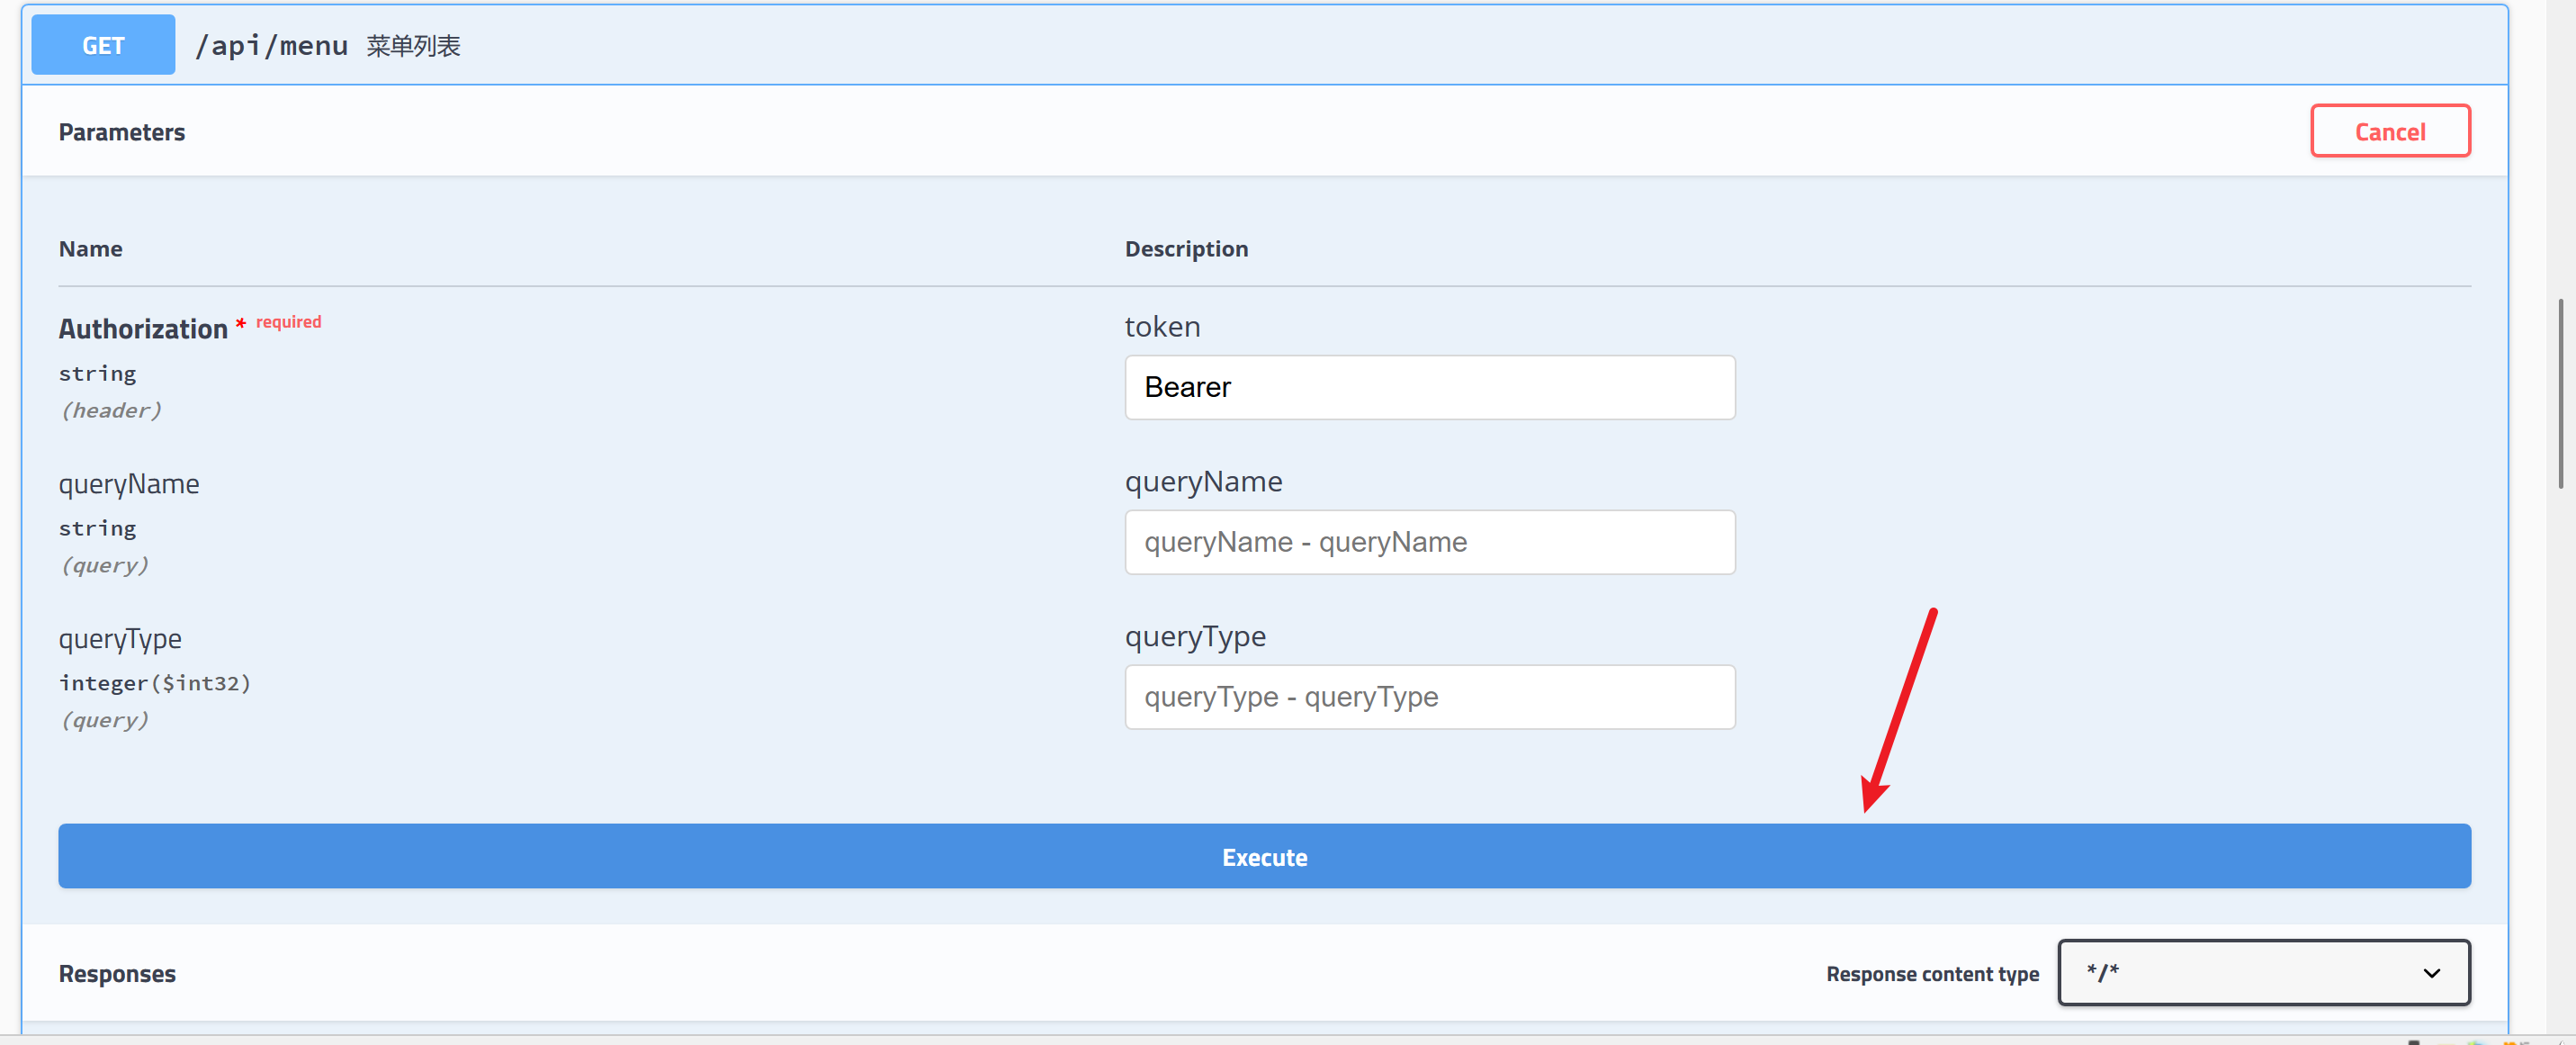 GET /api/menu 菜单列表
Parameters Cancel
Name Description
Authorization * required token
string Bearer
(header)
queryName queryName
string queryName - queryName
(query)
queryType queryType
integer($int32) queryType - queryType
(query)
Execute
Responses Response content type */*